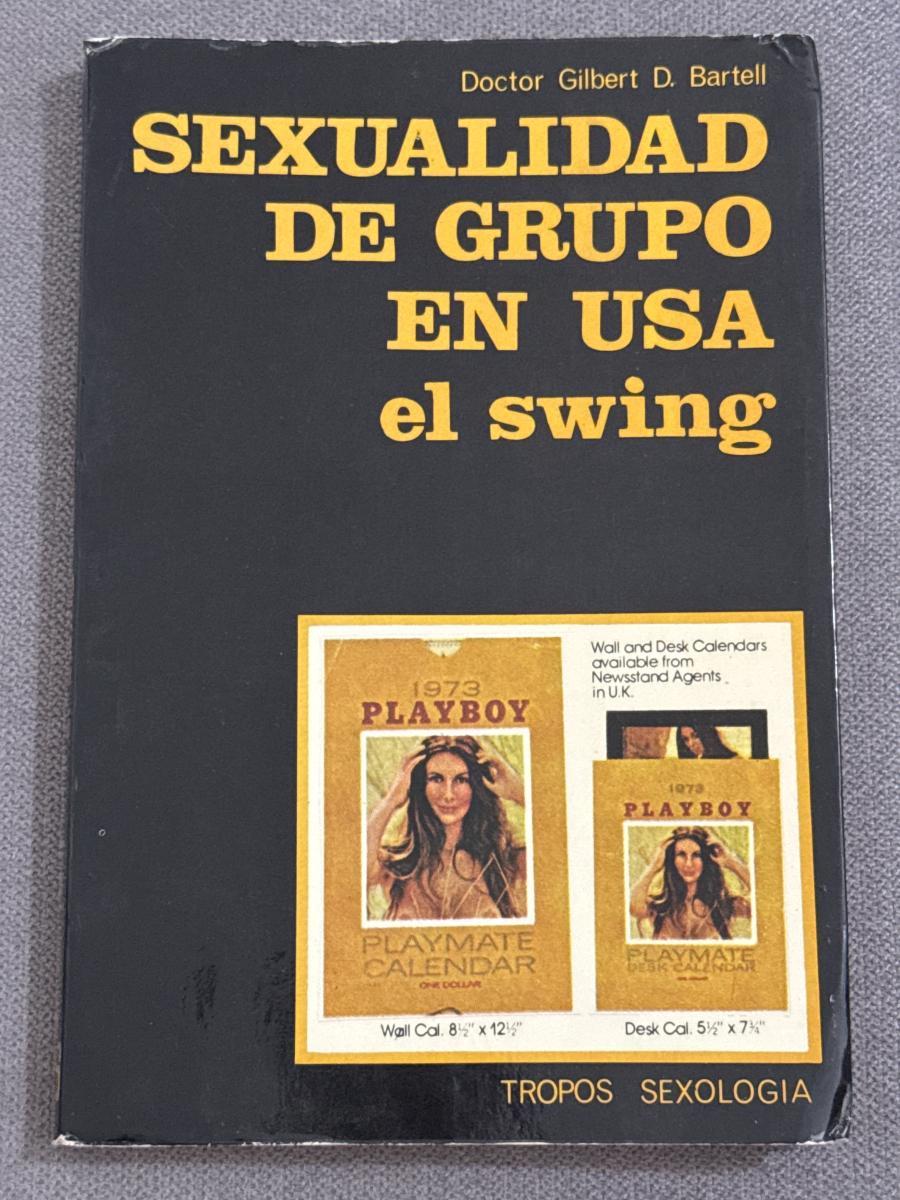 Doctor Gilbert D. Bartell
SEXUALIDAD
DE GRUPO
EN USA
el swing
1973
PLAYBOY
PLAYMATE
CALENDAR
ONE DOLLAR
Wall Cal. 8½" x 12½"
Wall and Desk Calendars
available from
Newsstand Agents
in U.K.
1973
PLAYBOY
PLAYMATE
DESK CALENDAR
Desk Cal. 5½" x 7¾"
TROPOS SEXOLOGIA